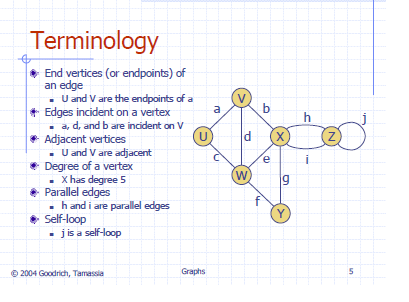 Terminology
End vertices (or endpoints) of
an edge
U and V are the endpoints of a
Edges incident on a vertex
a, d, and b are incident on V
Adjacent vertices
U and V are adjacent
Degree of a vertex
X has degree 5
Parallel edges
h and i are parallel edges
Self-loop
j is a self-loop
V
a
b
h
j
U
d
X
Z
c
e
i
W
g
f
Y
© 2004 Goodrich, Tamassia
Graphs
5